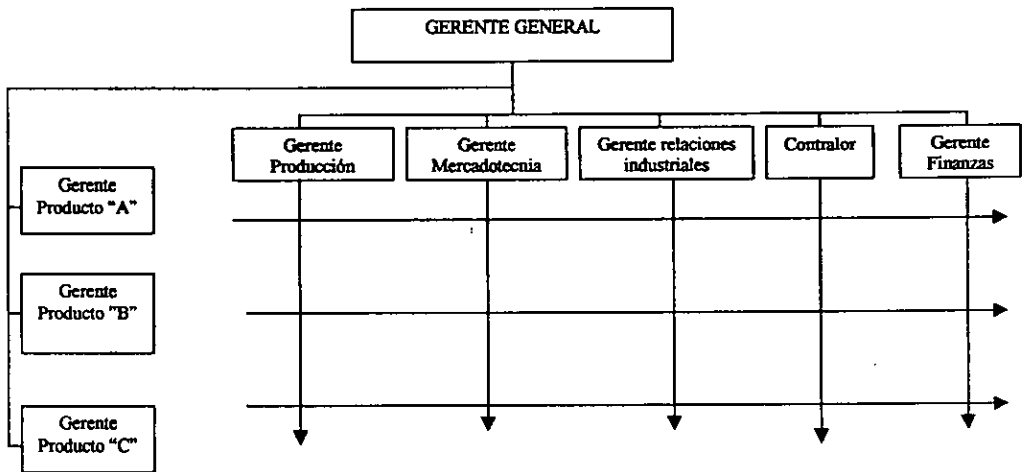 GERENTE GENERAL
Gerente
Producción
Gerente
Mercadotecnia
Gerente relaciones
industriales
Contralor
Gerente
Finanzas
Gerente
Producto "A"
Gerente
Producto "B"
Gerente
Producto "C"